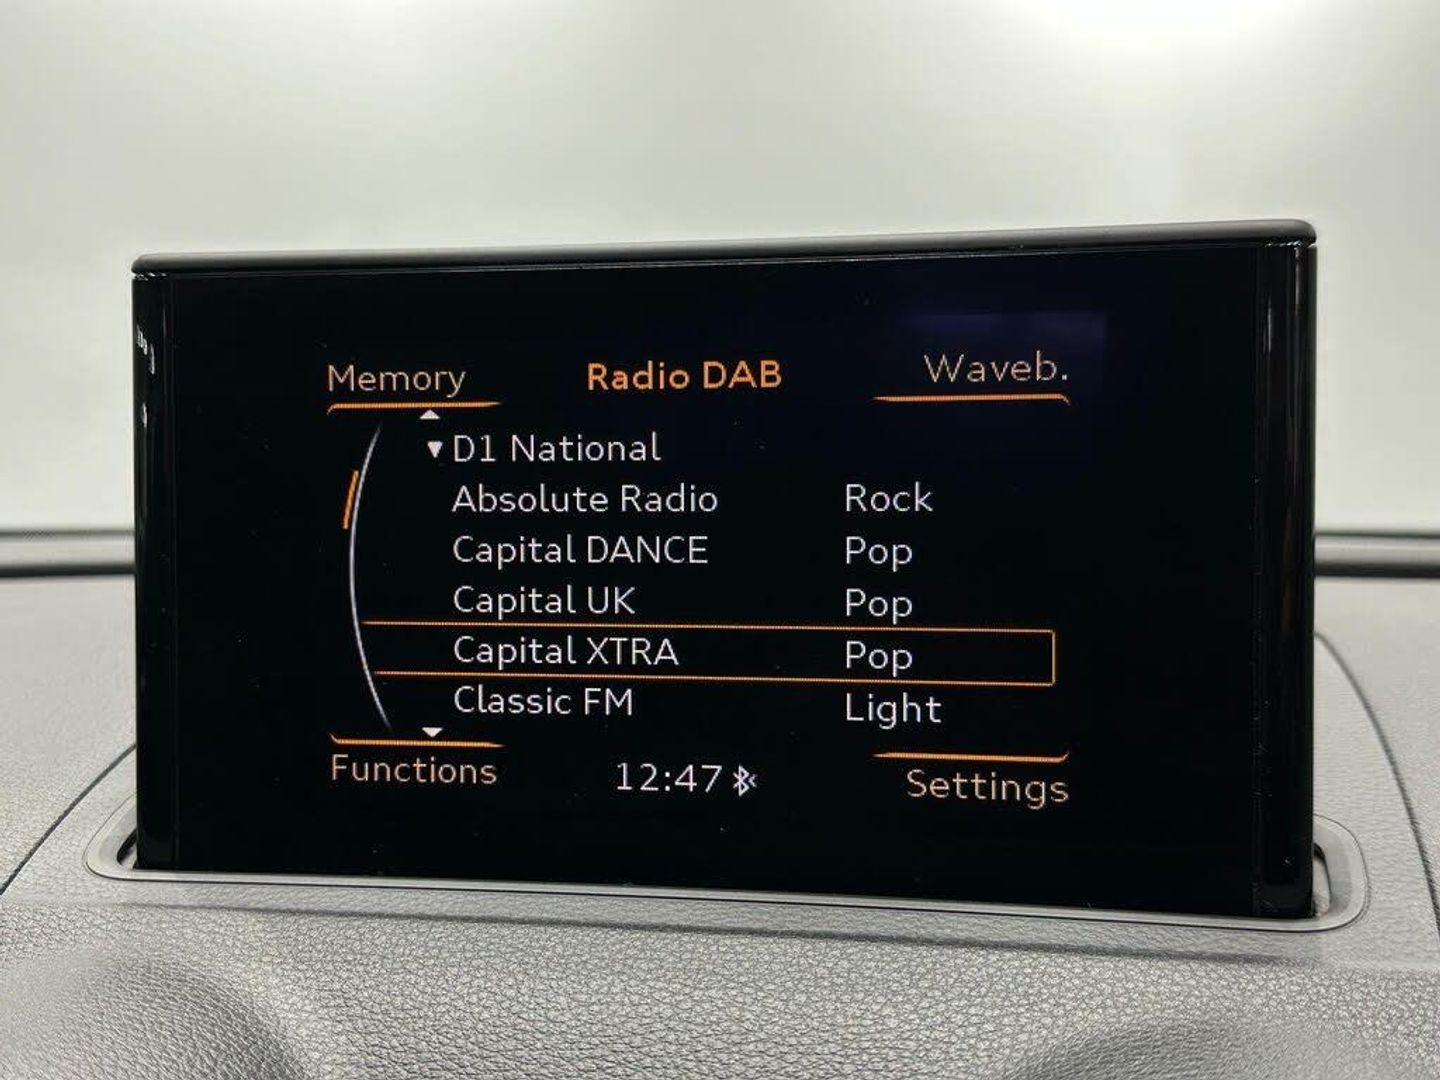 Memory Radio DAB Waveb.
D1 National
Absolute Radio Rock
Capital DANCE Pop
Capital UK Pop
Capital XTRA Pop
Classic FM Light
Functions 12:47 Settings